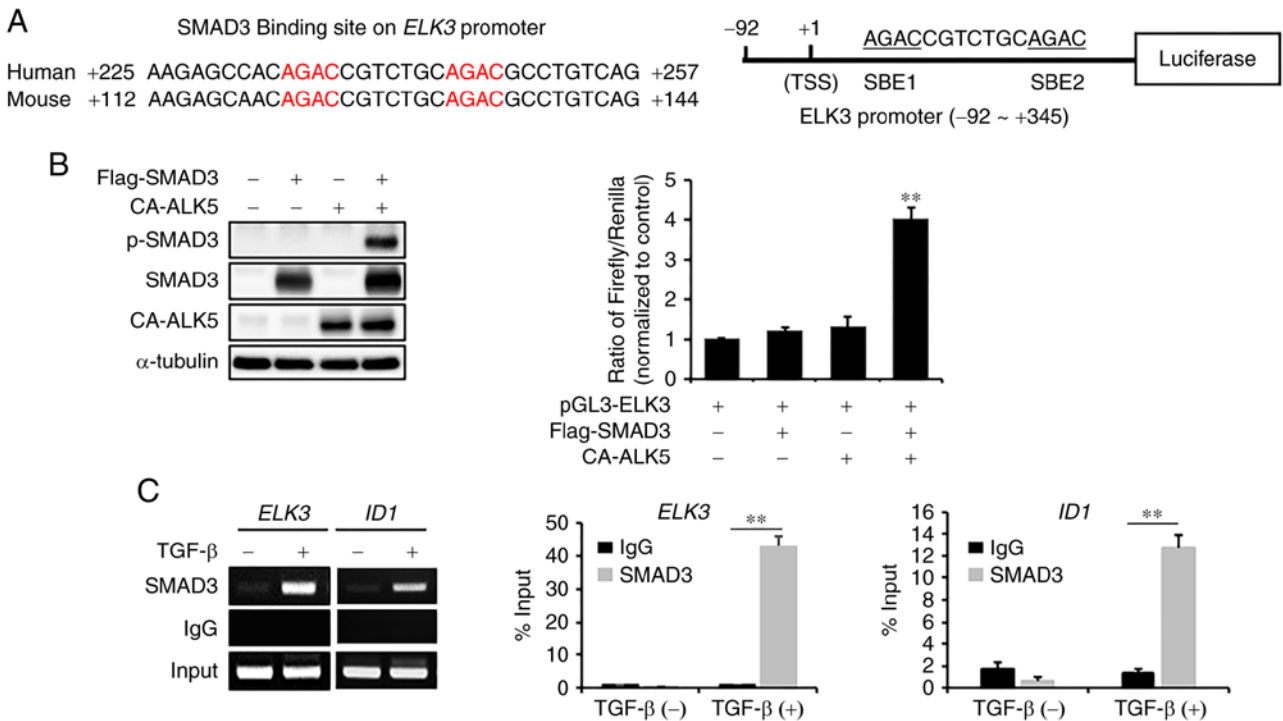 A
SMAD3 Binding site on ELK3 promoter
Human +225 AAGAGCCACAGACCGTCTGCAGACGCCTGTCAG +257
Mouse +112 AAGAGCAACAGACCGTCTGCAGACGCCTGTCAG +144
−92 +1 AGACCGTCTGCAGAC
(TSS) SBE1 SBE2
Luciferase
ELK3 promoter (−92 ~ +345)
B
Flag-SMAD3 − + − +
CA-ALK5 − − + +
p-SMAD3
SMAD3
CA-ALK5
α-tubulin
Ratio of Firefly/Renilla
(normalized to control)
5
4
3
2
1
0
**
pGL3-ELK3 + + + +
Flag-SMAD3 − + − +
CA-ALK5 − − + +
C
ELK3 ID1
TGF-β − + − +
SMAD3
IgG
Input
ELK3
% Input
50
40
30
20
10
0
IgG
SMAD3
**
TGF-β (−) TGF-β (+)
ID1
% Input
16
14
12
10
8
6
4
2
0
IgG
SMAD3
**
TGF-β (−) TGF-β (+)